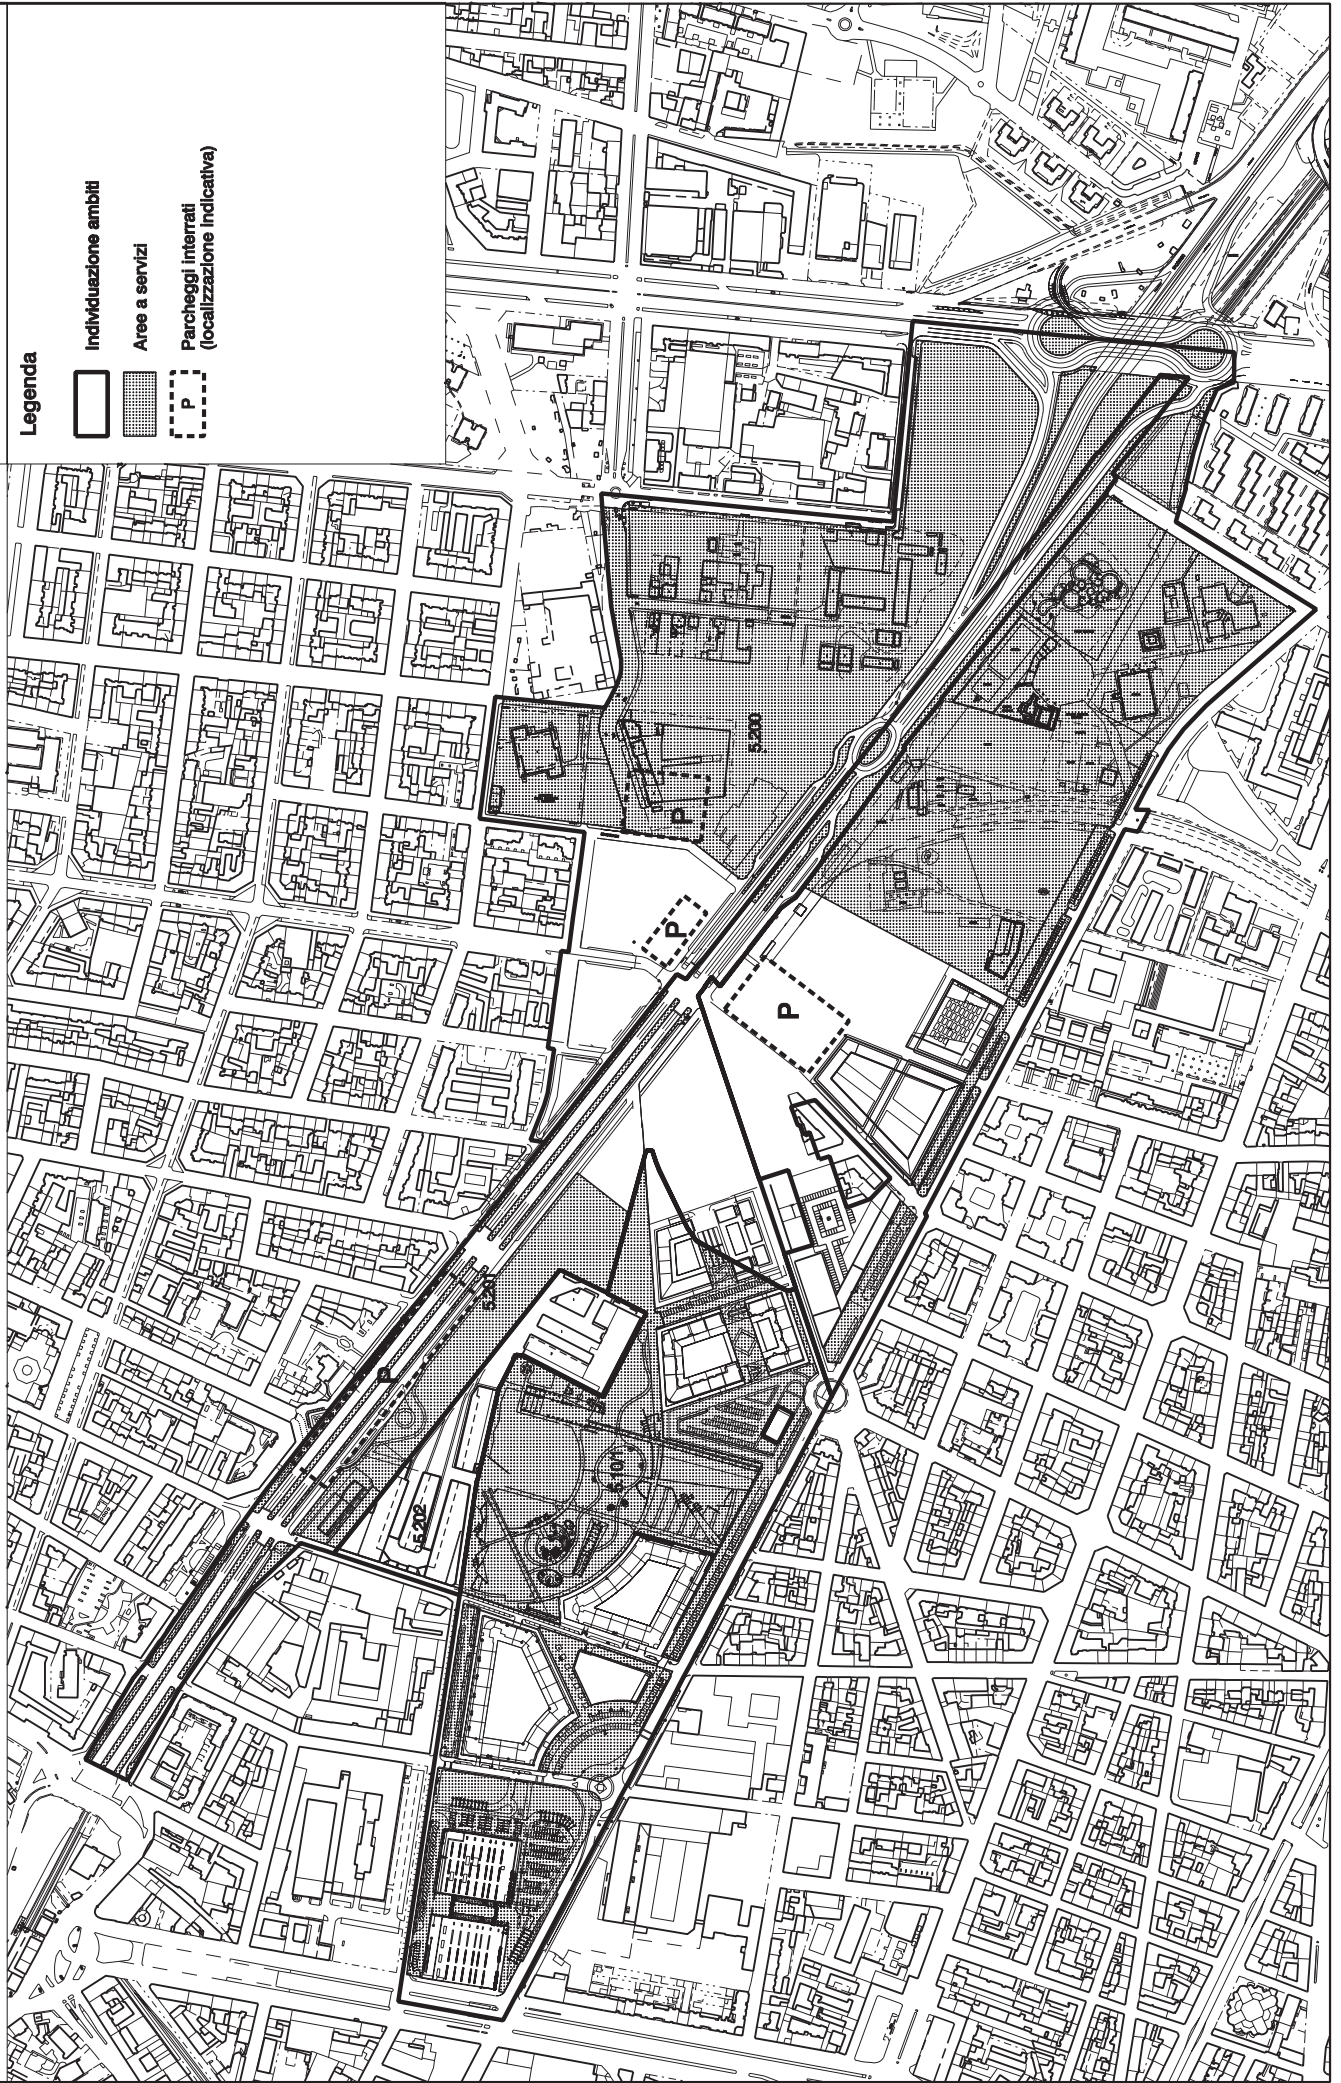 Legenda
Individuazione ambiti
Aree a servizi
P
Parcheggi interrati
(localizzazione indicativa)
5.200
P
P
P
5.201
P
5.202
5.10